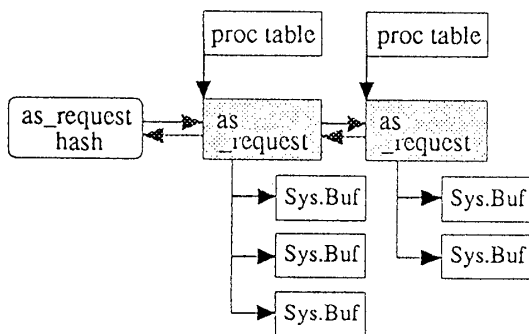 proc table
proc table
as_request
hash
as
_request
as
_request
Sys.Buf
Sys.Buf
Sys.Buf
Sys.Buf
Sys.Buf